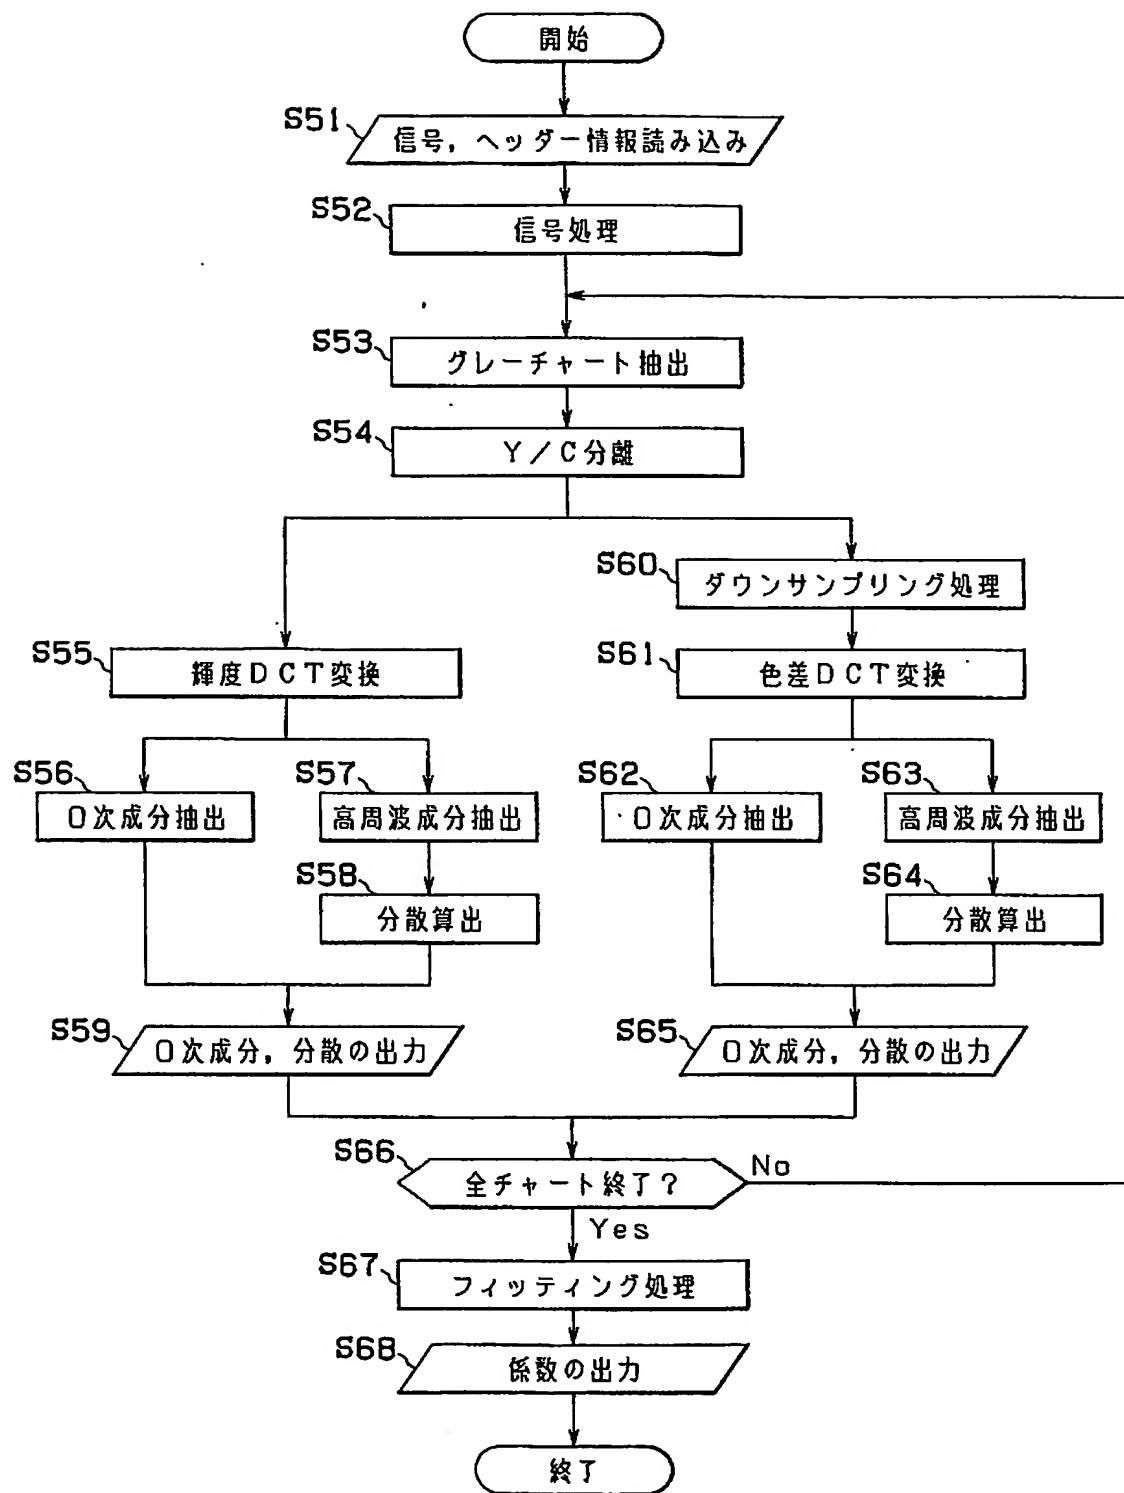 開始
S51
信号，ヘッダー情報読み込み
S52
信号処理
S53
グレーチャート抽出
S54
Y／C分離
S60
ダウンサンプリング処理
S55
輝度DCT変換
S61
色差DCT変換
S56
0次成分抽出
S57
高周波成分抽出
S62
0次成分抽出
S63
高周波成分抽出
S58
分散算出
S64
分散算出
S59
0次成分，分散の出力
S65
0次成分，分散の出力
S66
全チャート終了？
No
Yes
S67
フィッティング処理
S68
係数の出力
終了